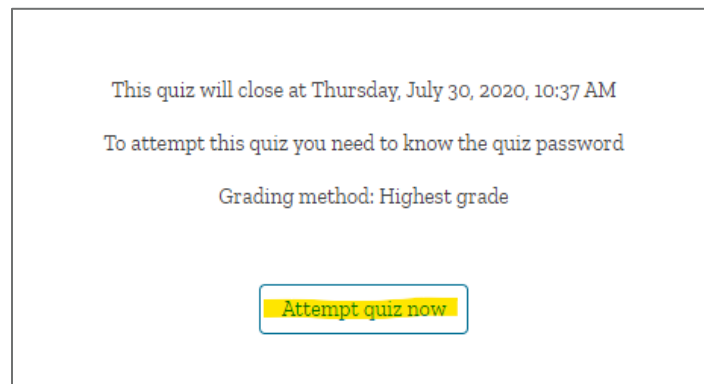 This quiz will close at Thursday, July 30, 2020, 10:37 AM
To attempt this quiz you need to know the quiz password
Grading method: Highest grade
Attempt quiz now